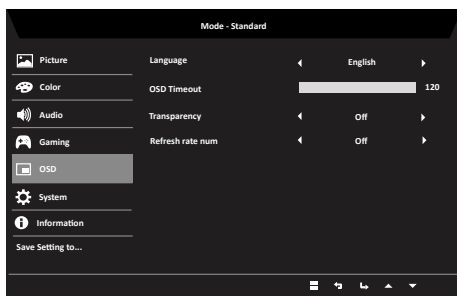 Mode - Standard
Picture
Color
Audio
Gaming
OSD
System
Information
Save Setting to...
Language English
OSD Timeout 120
Transparency Off
Refresh rate num Off